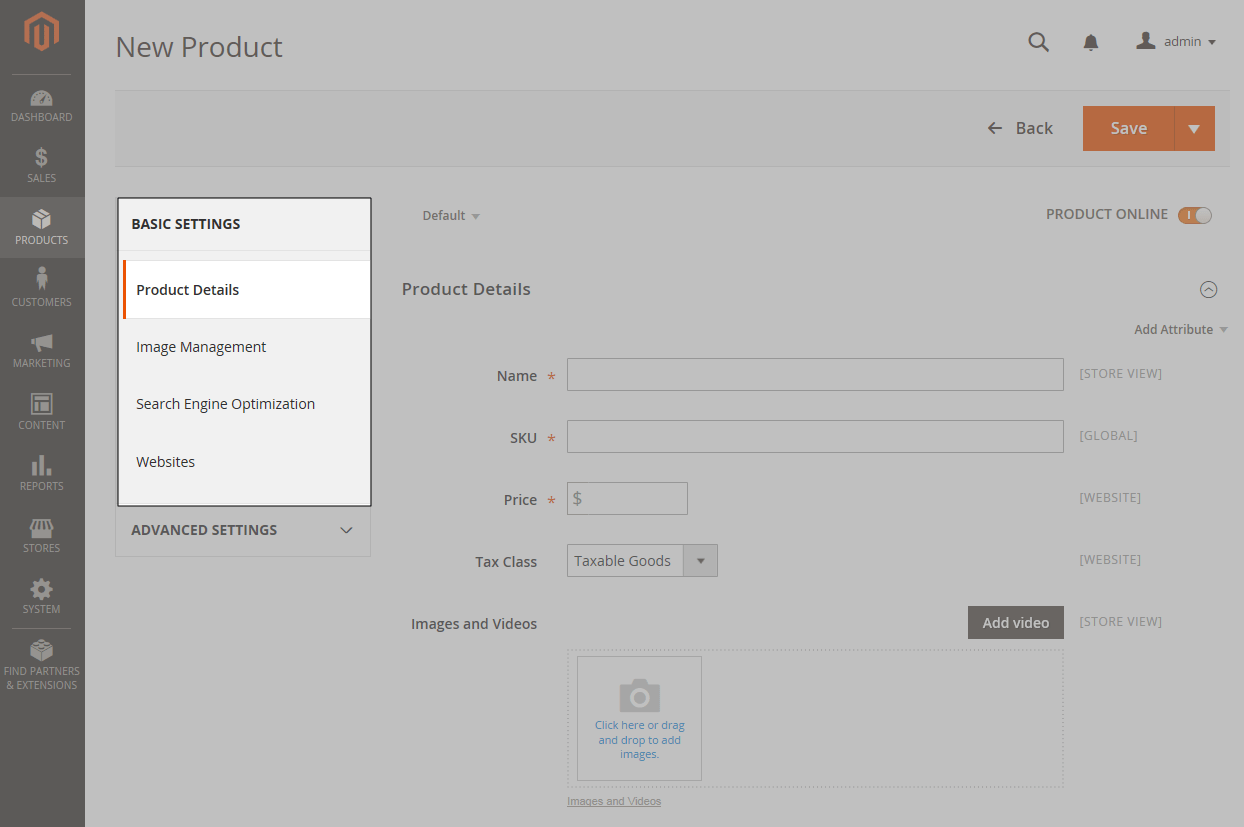 New Product
admin
DASHBOARD
SALES
PRODUCTS
CUSTOMERS
MARKETING
CONTENT
REPORTS
STORES
SYSTEM
FIND PARTNERS
& EXTENSIONS
Back
Save
BASIC SETTINGS
Product Details
Image Management
Search Engine Optimization
Websites
ADVANCED SETTINGS
Default
PRODUCT ONLINE
Product Details
Add Attribute
Name * [STORE VIEW]
SKU * [GLOBAL]
Price * $ [WEBSITE]
Tax Class Taxable Goods [WEBSITE]
Images and Videos Add video [STORE VIEW]
Click here or drag
and drop to add
images.
Images and Videos